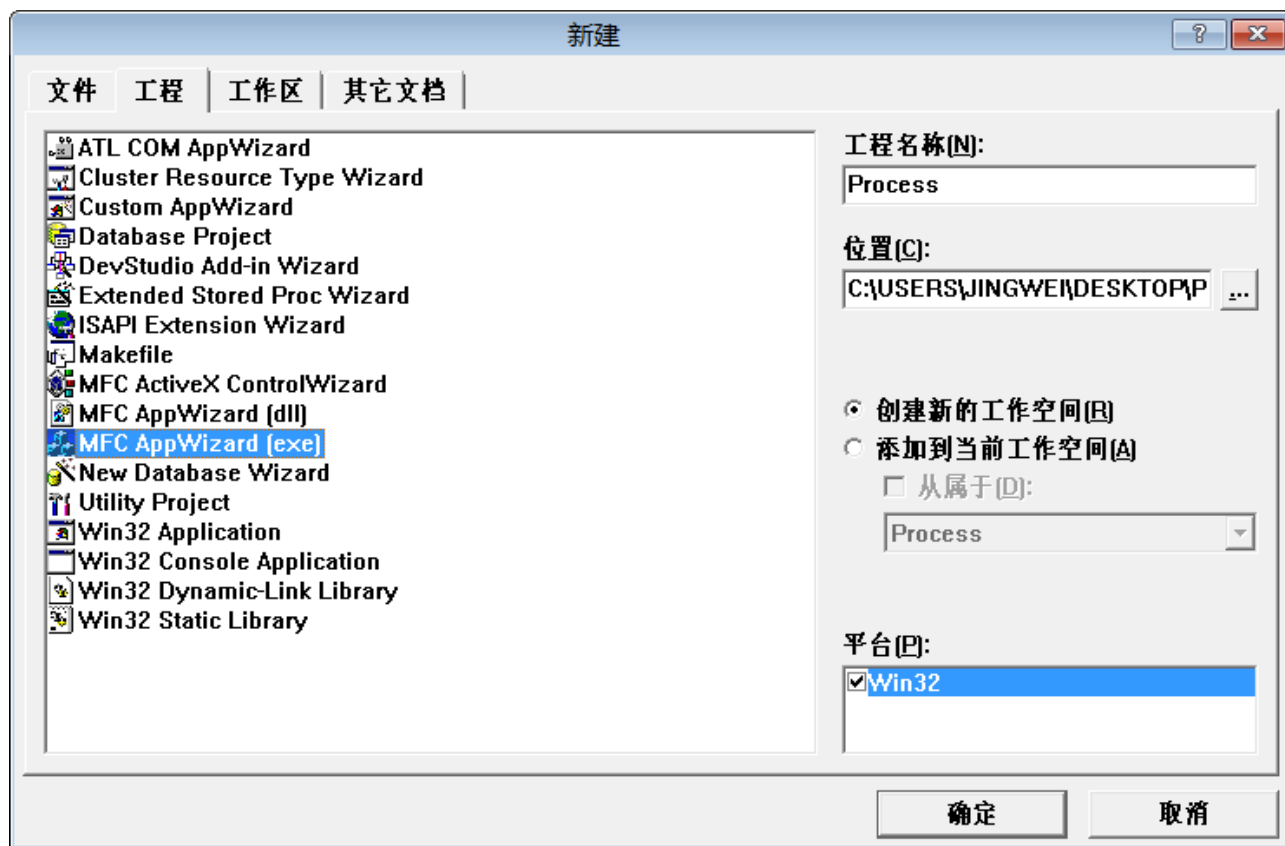 新建
文件 工程 工作区 其它文档
ATL COM AppWizard
Cluster Resource Type Wizard
Custom AppWizard
Database Project
DevStudio Add-in Wizard
Extended Stored Proc Wizard
ISAPI Extension Wizard
Makefile
MFC ActiveX ControlWizard
MFC AppWizard (dll)
MFC AppWizard (exe)
New Database Wizard
Utility Project
Win32 Application
Win32 Console Application
Win32 Dynamic-Link Library
Win32 Static Library
工程名称(N):
Process
位置(C):
C:\USERS\JINGWEI\DESKTOP\P
...
创建新的工作空间(R)
添加到当前工作空间(A)
从属于(D):
Process
平台(P):
Win32
确定 取消